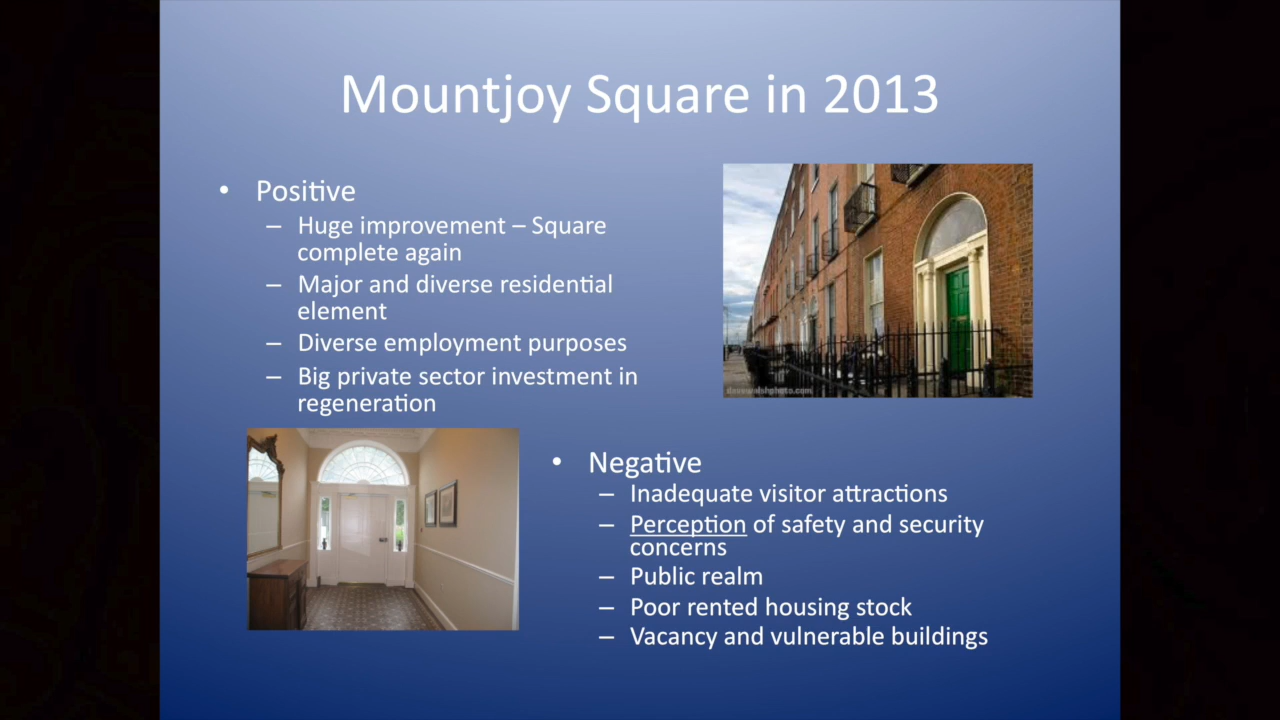 Mountjoy Square in 2013
• Positive
– Huge improvement – Square
complete again
– Major and diverse residential
element
– Diverse employment purposes
– Big private sector investment in
regeneration
davewalshphoto.com
• Negative
– Inadequate visitor attractions
– Perception of safety and security
concerns
– Public realm
– Poor rented housing stock
– Vacancy and vulnerable buildings